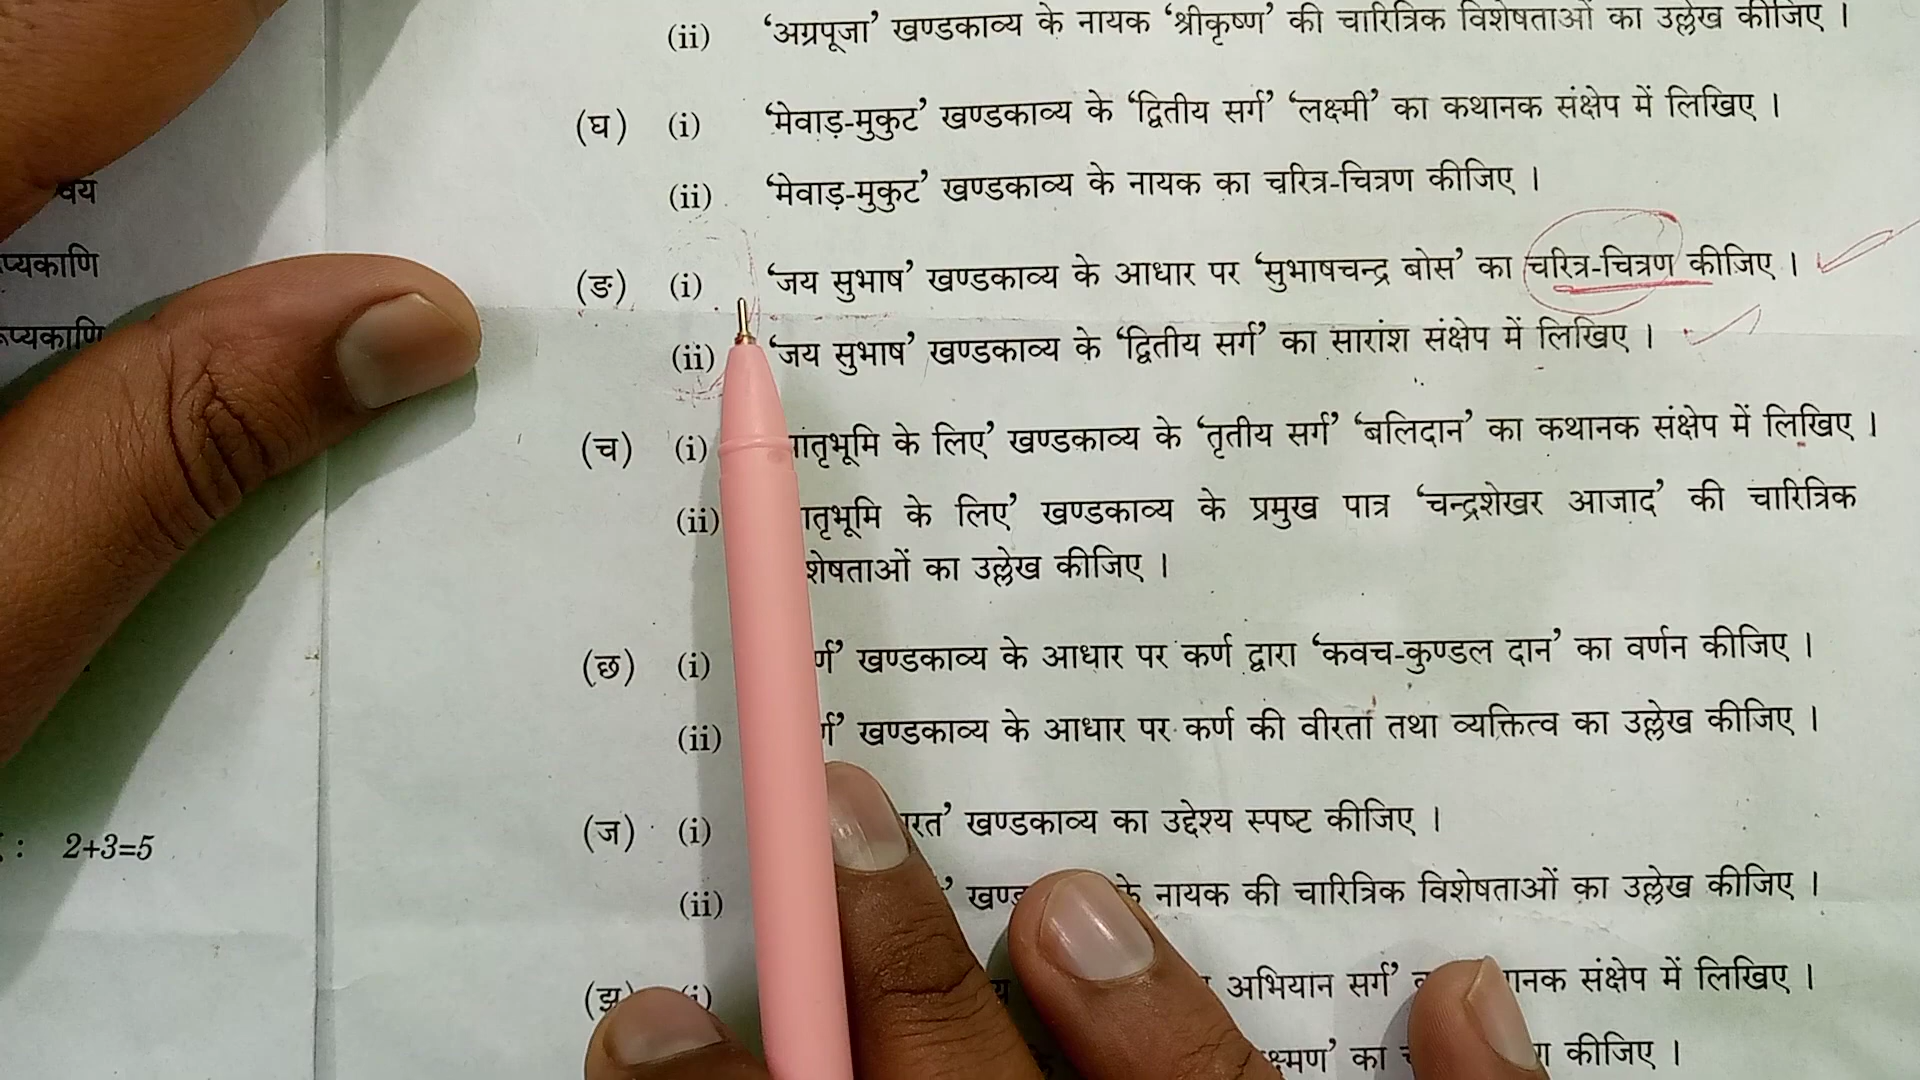 (ii) ‘अग्रपूजा’ खण्डकाव्य के नायक ‘श्रीकृष्ण’ की चारित्रिक विशेषताओं का उल्लेख कीजिए ।
(घ) (i) ‘मेवाड़-मुकुट’ खण्डकाव्य के ‘द्वितीय सर्ग’ ‘लक्ष्मी’ का कथानक संक्षेप में लिखिए ।
(ii) ‘मेवाड़-मुकुट’ खण्डकाव्य के नायक का चरित्र-चित्रण कीजिए ।
प्यकाणि
(ङ) (i) ‘जय सुभाष’ खण्डकाव्य के आधार पर ‘सुभाषचन्द्र बोस’ का चरित्र-चित्रण कीजिए ।
(ii) ‘जय सुभाष’ खण्डकाव्य के ‘द्वितीय सर्ग’ का सारांश संक्षेप में लिखिए ।
(च) (i) ातृभूमि के लिए’ खण्डकाव्य के ‘तृतीय सर्ग’ ‘बलिदान’ का कथानक संक्षेप में लिखिए ।
(ii) ातृभूमि के लिए’ खण्डकाव्य के प्रमुख पात्र ‘चन्द्रशेखर आजाद’ की चारित्रिक
शेषताओं का उल्लेख कीजिए ।
(छ) (i) र्ण’ खण्डकाव्य के आधार पर कर्ण द्वारा ‘कवच-कुण्डल दान’ का वर्णन कीजिए ।
(ii) खण्डकाव्य के आधार पर कर्ण की वीरता तथा व्यक्तित्व का उल्लेख कीजिए ।
(ज) (i) रत’ खण्डकाव्य का उद्देश्य स्पष्ट कीजिए ।
: 2+3=5
(ii) के नायक की चारित्रिक विशेषताओं का उल्लेख कीजिए ।
(झ) (i) अभियान सर्ग’ ानक संक्षेप में लिखिए ।
क्ष्मण’ का कीजिए ।